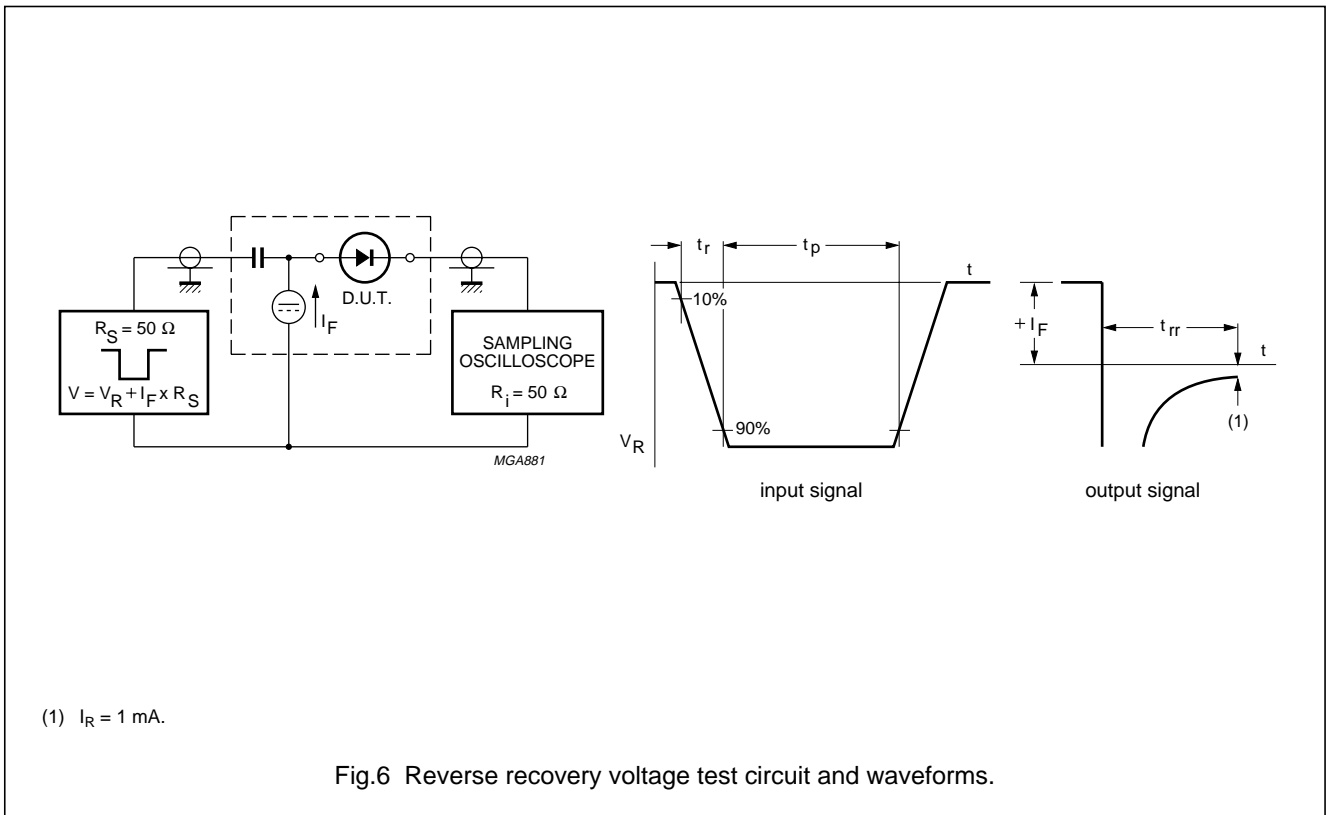 D.U.T.
I_F
R_S = 50 Ω
V = V_R + I_F x R_S
SAMPLING
OSCILLOSCOPE
R_i = 50 Ω
MGA881
t_r
t_p
t
10%
90%
V_R
input signal
+ I_F
t_rr
t
(1)
output signal
(1) I_R = 1 mA.
Fig.6 Reverse recovery voltage test circuit and waveforms.